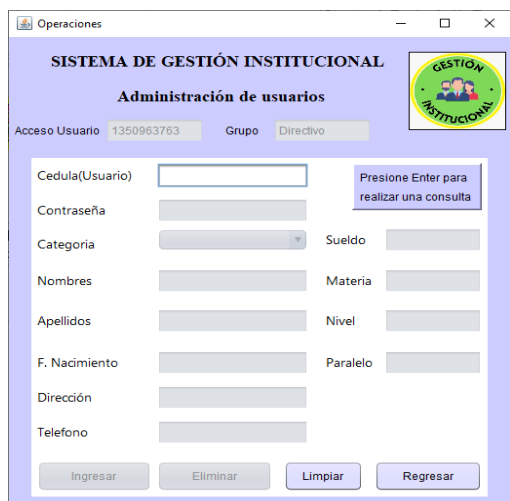 Operaciones
SISTEMA DE GESTIÓN INSTITUCIONAL
Administración de usuarios
GESTIÓN
INSTITUCIONAL
Acceso Usuario 1350963763 Grupo Directivo
Cedula(Usuario)
Presione Enter para
realizar una consulta
Contraseña
Categoria
Sueldo
Nombres
Materia
Apellidos
Nivel
F. Nacimiento
Paralelo
Dirección
Telefono
Ingresar Eliminar Limpiar Regresar